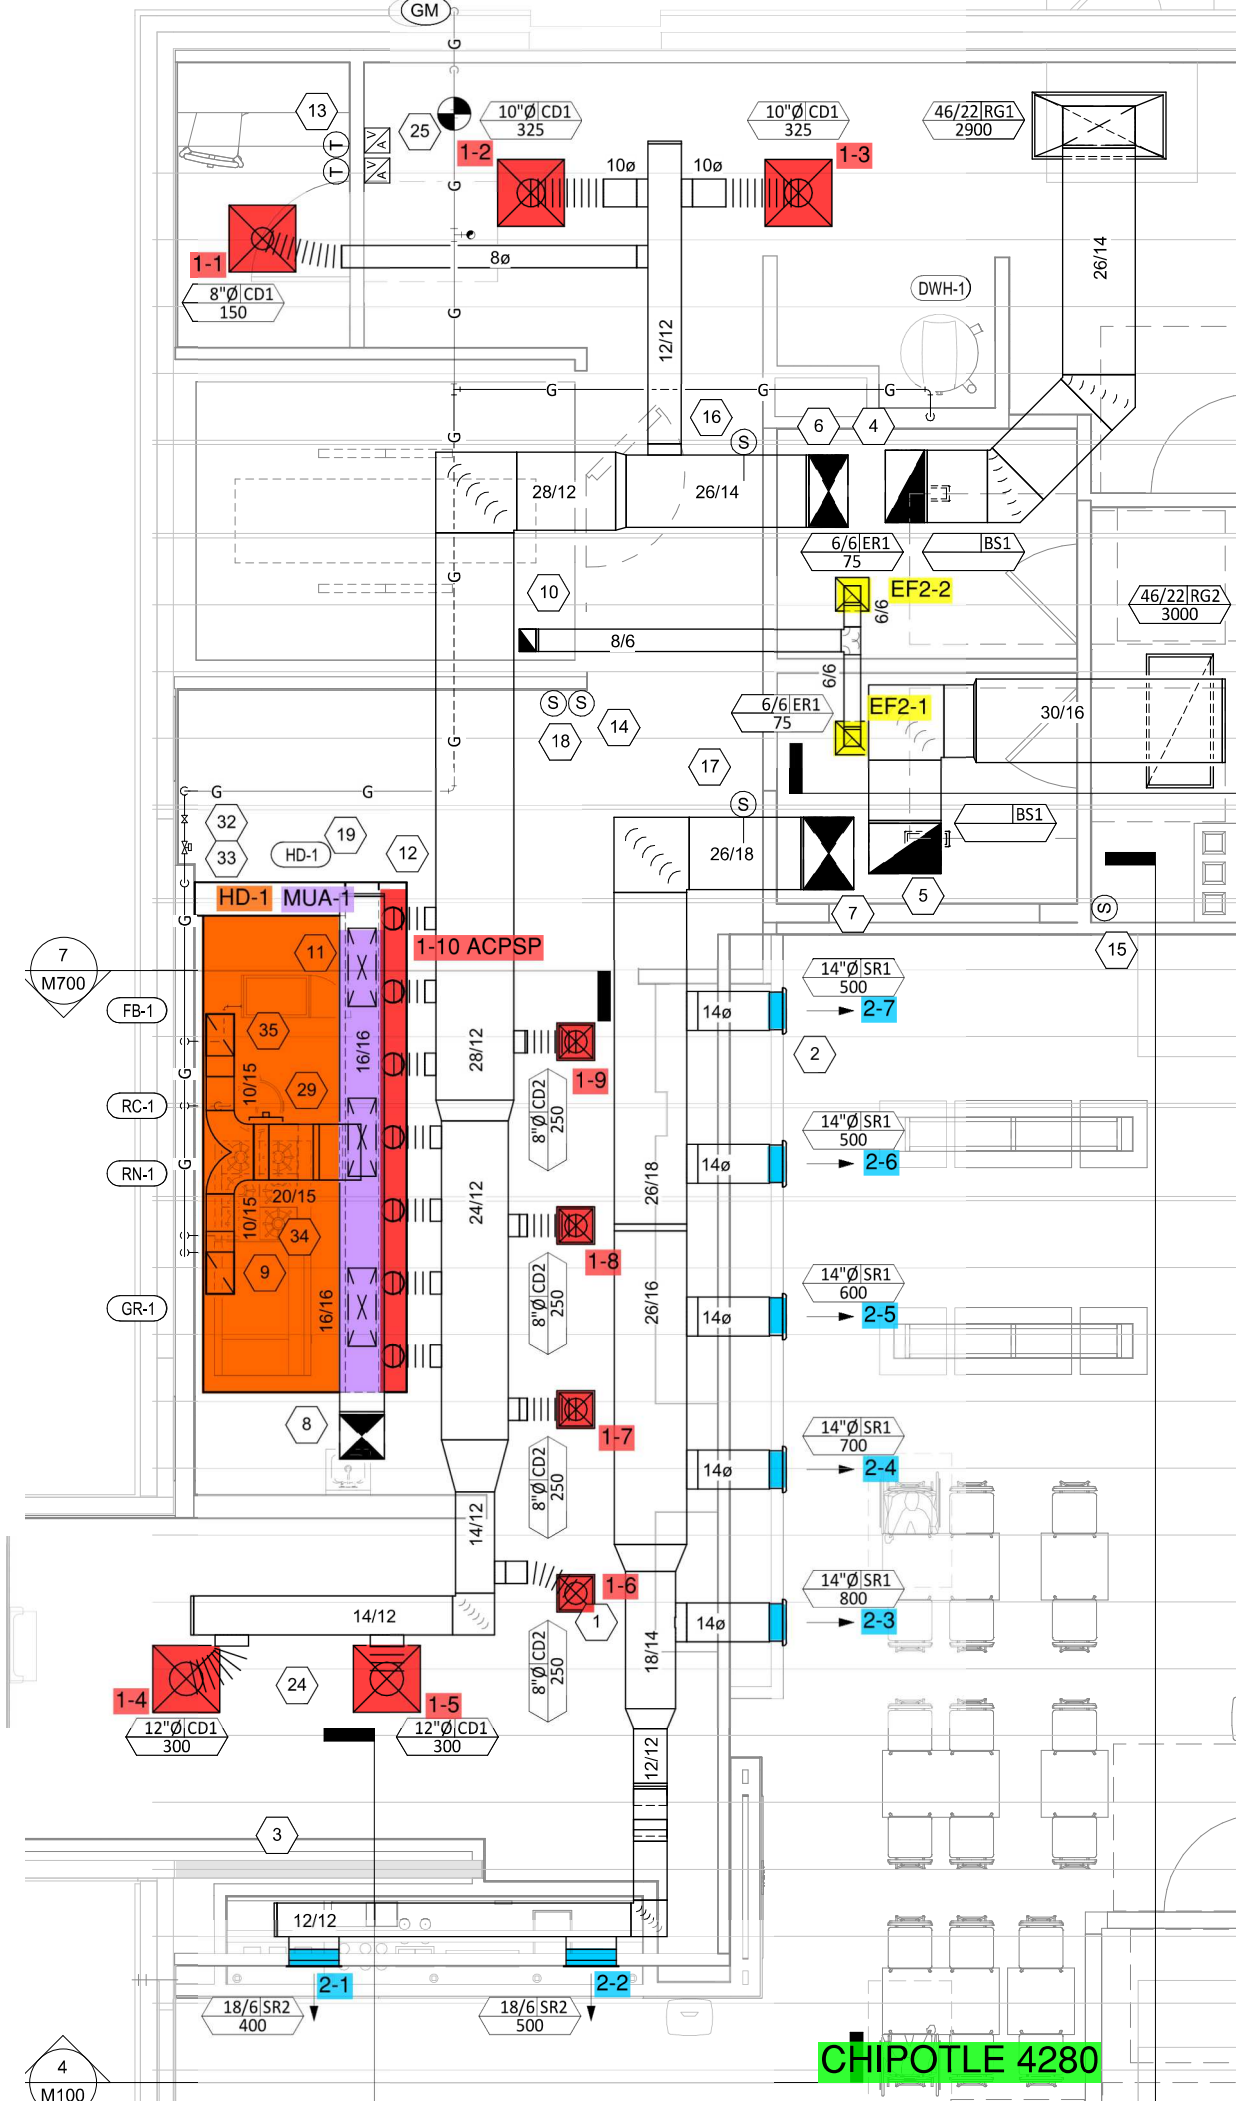 GM
G
13
25
10"Ø CD1
325
10"Ø CD1
325
46/22 RG1
2900
T
T
V
A
V
A
1-2
1-3
10ø
10ø
G
1-1
8ø
26/14
8"Ø CD1
150
DWH-1
G
12/12
G
G
G
16
6
4
G
S
28/12
26/14
6/6 ER1
75
BS1
G
10
EF2-2
46/22 RG2
3000
6/6
8/6
6/6
6/6 ER1
75
EF2-1
S
S
30/16
18
14
G
17
G
G
S
32
19
BS1
33
HD-1
12
26/18
HD-1
MUA-1
5
G
7
S
1-10 ACPSP
15
11
7
M700
14"Ø SR1
500
FB-1
14ø
2-7
35
28/12
16/16
2
1-9
G
10/15
29
RC-1
8"Ø CD2
250
14"Ø SR1
500
14ø
2-6
RN-1
G
26/18
20/15
10/15
24/12
34
1-8
9
14"Ø SR1
600
GR-1
16/16
8"Ø CD2
250
26/16
14ø
2-5
8
1-7
14"Ø SR1
700
14ø
2-4
8"Ø CD2
250
14/12
1-6
14"Ø SR1
800
14/12
1
14ø
2-3
18/14
8"Ø CD2
250
24
1-4
1-5
12"Ø CD1
300
12"Ø CD1
300
12/12
3
12/12
2-1
2-2
18/6 SR2
400
18/6 SR2
500
CHIPOTLE 4280
4
M100